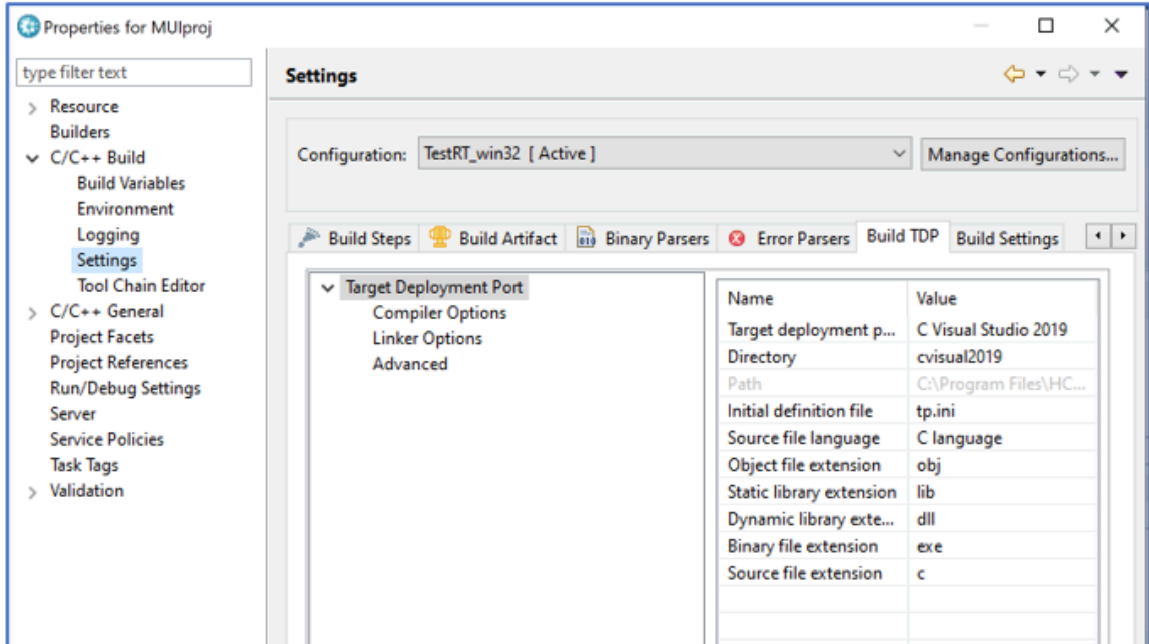 Properties for MUIproj
type filter text
Resource
Builders
C/C++ Build
Build Variables
Environment
Logging
Settings
Tool Chain Editor
C/C++ General
Project Facets
Project References
Run/Debug Settings
Server
Service Policies
Task Tags
Validation
Settings
Configuration: TestRT_win32 [ Active ] Manage Configurations...
Build Steps Build Artifact Binary Parsers Error Parsers Build TDP Build Settings
Target Deployment Port
Compiler Options
Linker Options
Advanced
Name Value
Target deployment p... C Visual Studio 2019
Directory cvisual2019
Path C:\Program Files\HC...
Initial definition file tp.ini
Source file language C language
Object file extension obj
Static library extension lib
Dynamic library exte... dll
Binary file extension exe
Source file extension c